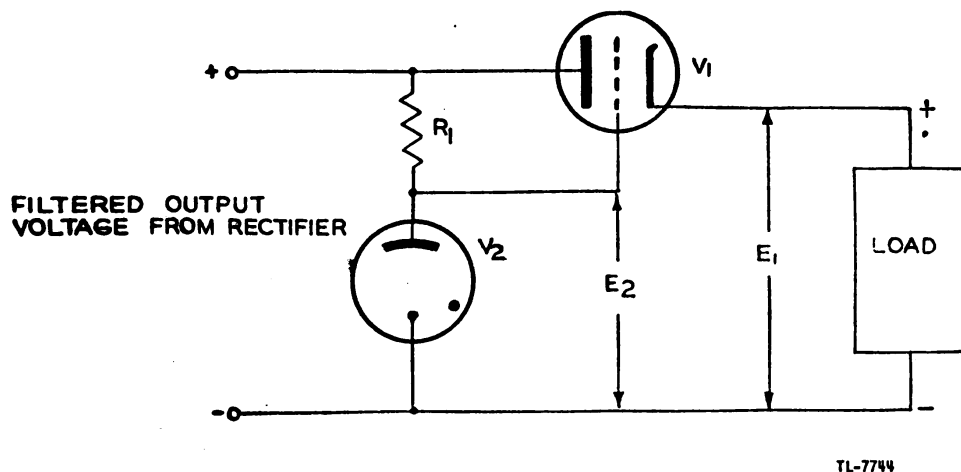 V1
+
+
R1
FILTERED OUTPUT
VOLTAGE FROM RECTIFIER
V2
E2
E1
LOAD
-
-
TL-7744